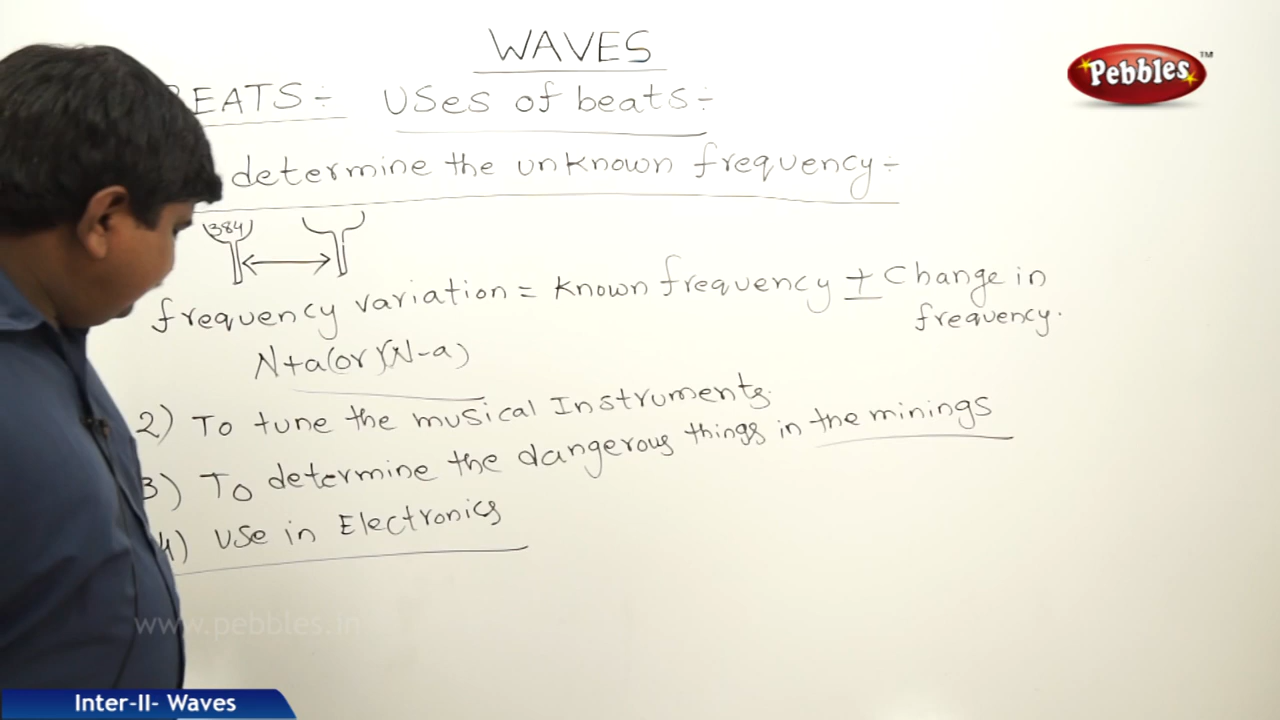 WAVES
Pebbles™
BEATS÷ Uses of beats÷
determine the unknown frequency÷
384
frequency variation = known frequency ± Change in
frequency.
N+a(or)(N-a)
2) To tune the musical Instruments.
3) To determine the dangerous things in the minings
4) Use in Electronics
www.pebbles.in
Inter-II- Waves